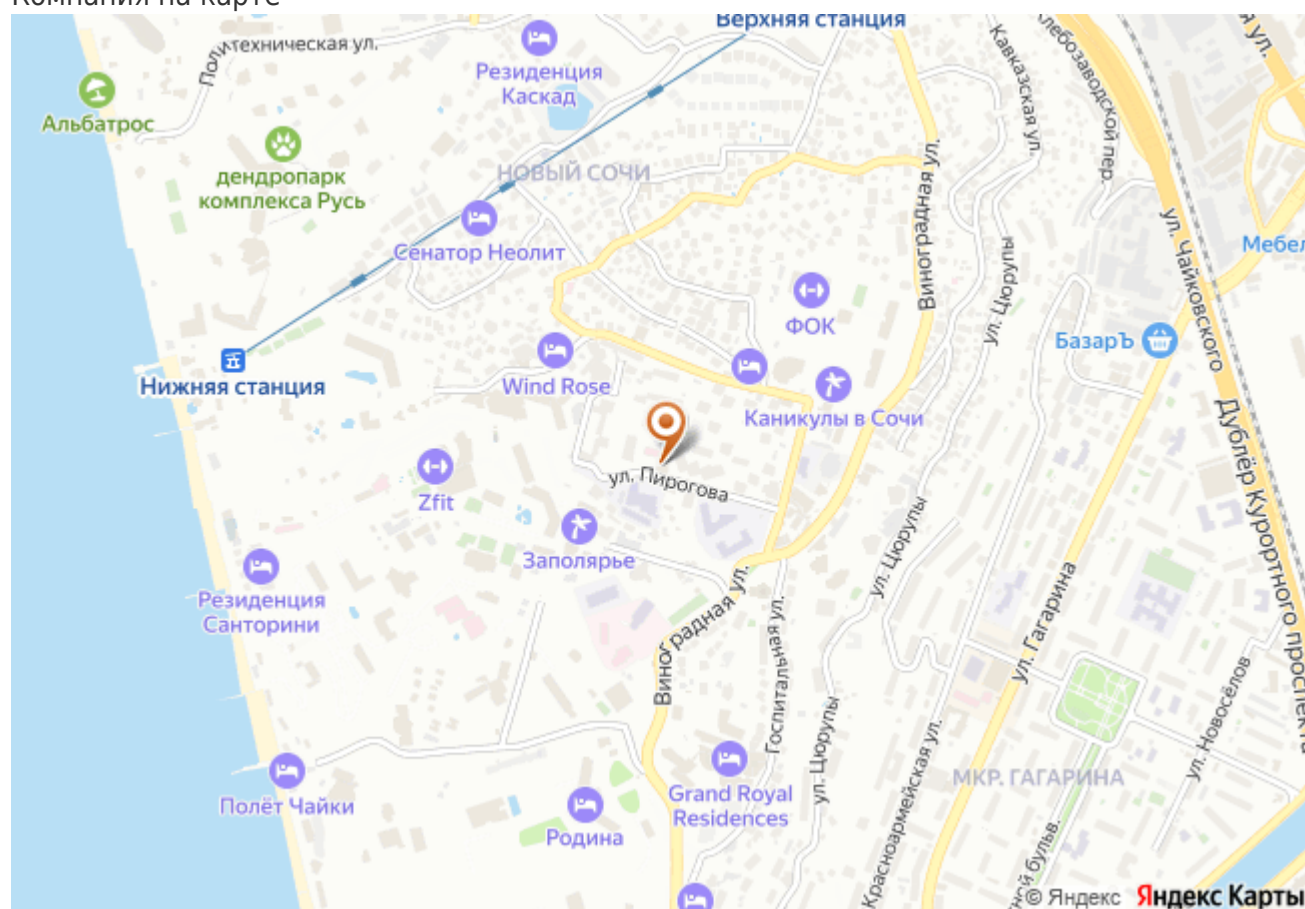 Компания на карте
Верхняя станция
Политехническая ул.
Резиденция
Каскад
Альбатрос
Кавказская ул.
Хлебозаводской пер.
дендропарк
комплекса Русь
НОВЫЙ СОЧИ
Виноградная ул.
Сенатор Неолит
ул. Чайковского
Мебел
ул. Цюрупы
ФОК
БазарЪ
Нижняя станция
Wind Rose
Каникулы в Сочи
Дублёр Курортного проспекта
ул. Пирогова
Zfit
ул. Цюрупы
Заполярье
Резиденция
Санторини
Виноградная ул.
Госпитальная ул.
ул. Гагарина
ул. Новосёлов
ул. Цюрупы
Красноармейская ул.
МКР. ГАГАРИНА
Полёт Чайки
Grand Royal
Residences
Родина
ной бульв.
© Яндекс Яндекс Карты